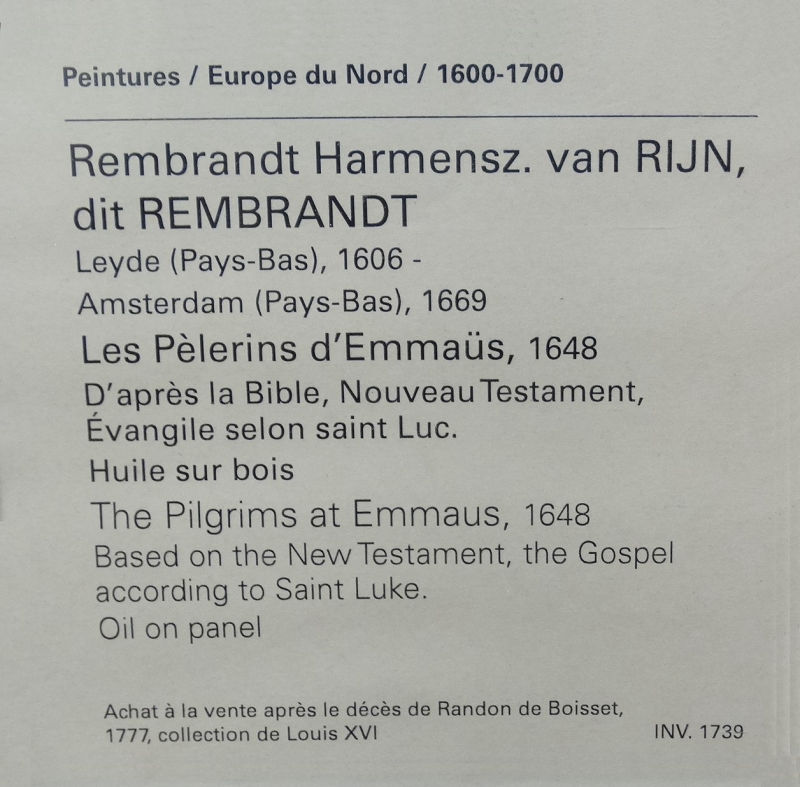 Peintures / Europe du Nord / 1600-1700
Rembrandt Harmensz. van RIJN,
dit REMBRANDT
Leyde (Pays-Bas), 1606 -
Amsterdam (Pays-Bas), 1669
Les Pèlerins d'Emmaüs, 1648
D'après la Bible, Nouveau Testament,
Évangile selon saint Luc.
Huile sur bois
The Pilgrims at Emmaus, 1648
Based on the New Testament, the Gospel
according to Saint Luke.
Oil on panel
Achat à la vente après le décès de Randon de Boisset,
1777, collection de Louis XVI INV. 1739